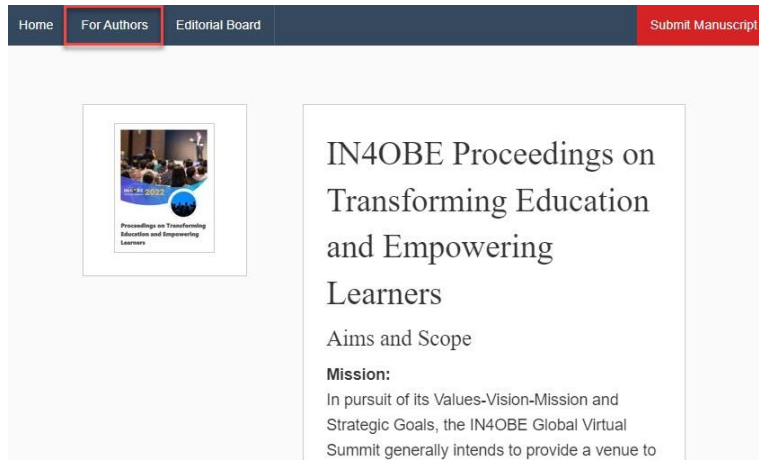 Home For Authors Editorial Board Submit Manuscript
IN4OBE 2022
Proceedings on Transforming
Education and Empowering
Learners
IN4OBE Proceedings on
Transforming Education
and Empowering
Learners
Aims and Scope
Mission:
In pursuit of its Values-Vision-Mission and
Strategic Goals, the IN4OBE Global Virtual
Summit generally intends to provide a venue to